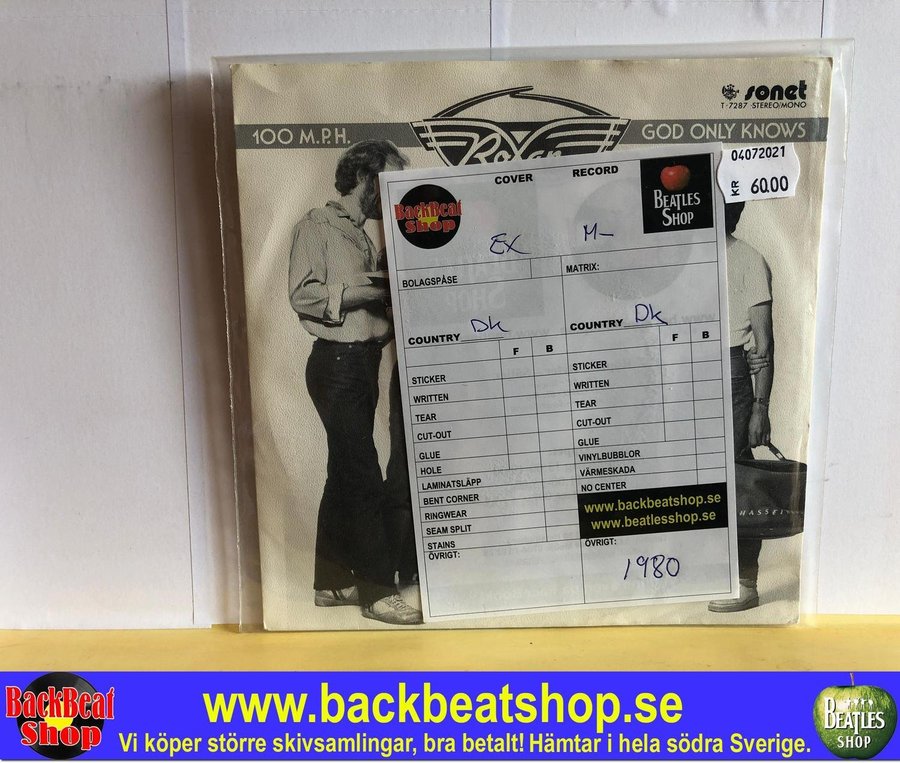 sonet
T-7287 · STEREO/MONO
100 M.P.H.
GOD ONLY KNOWS
04072021
KR 60.00
COVER
RECORD
BackBeat
Shop
BEATLES
SHOP
EX
M-
BOLAGSPÅSE
MATRIX:
COUNTRY Dk
COUNTRY Dk
F B
F B
STICKER
WRITTEN
TEAR
CUT-OUT
GLUE
HOLE
LAMINATSLÄPP
BENT CORNER
RINGWEAR
SEAM SPLIT
STAINS
ÖVRIGT:
STICKER
WRITTEN
TEAR
CUT-OUT
GLUE
VINYLBUBBLOR
VÄRMESKADA
NO CENTER
www.backbeatshop.se
www.beatlesshop.se
ÖVRIGT:
1980
HASSEL
BackBeat
Shop
www.backbeatshop.se
Vi köper större skivsamlingar, bra betalt! Hämtar i hela södra Sverige.
BEATLES
SHOP